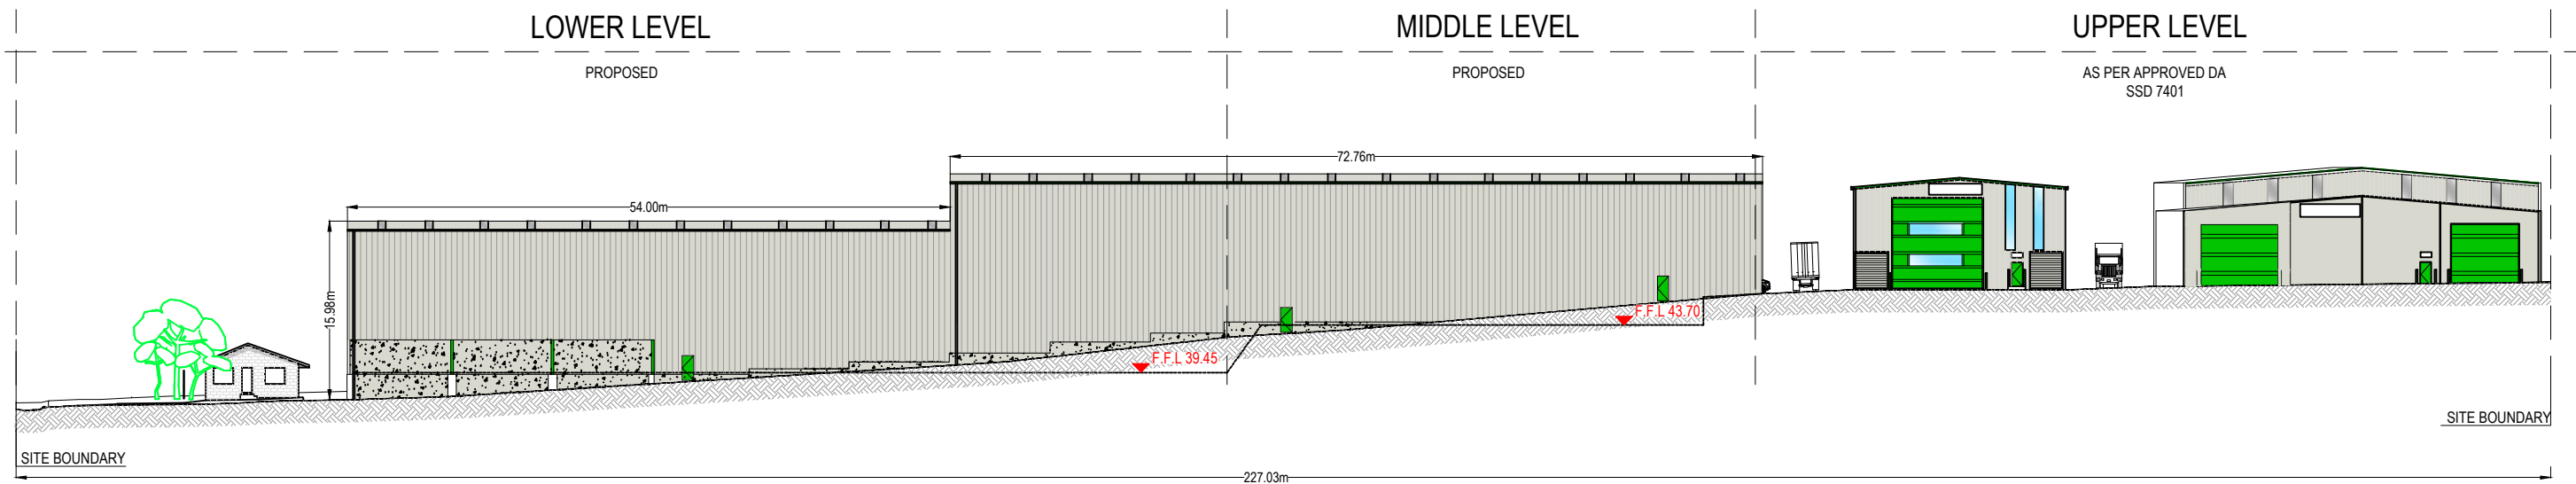 LOWER LEVEL
MIDDLE LEVEL
UPPER LEVEL
PROPOSED
PROPOSED
AS PER APPROVED DA
SSD 7401
72.76m
54.00m
15.98m
F.F.L 43.70
F.F.L 39.45
SITE BOUNDARY
SITE BOUNDARY
227.03m